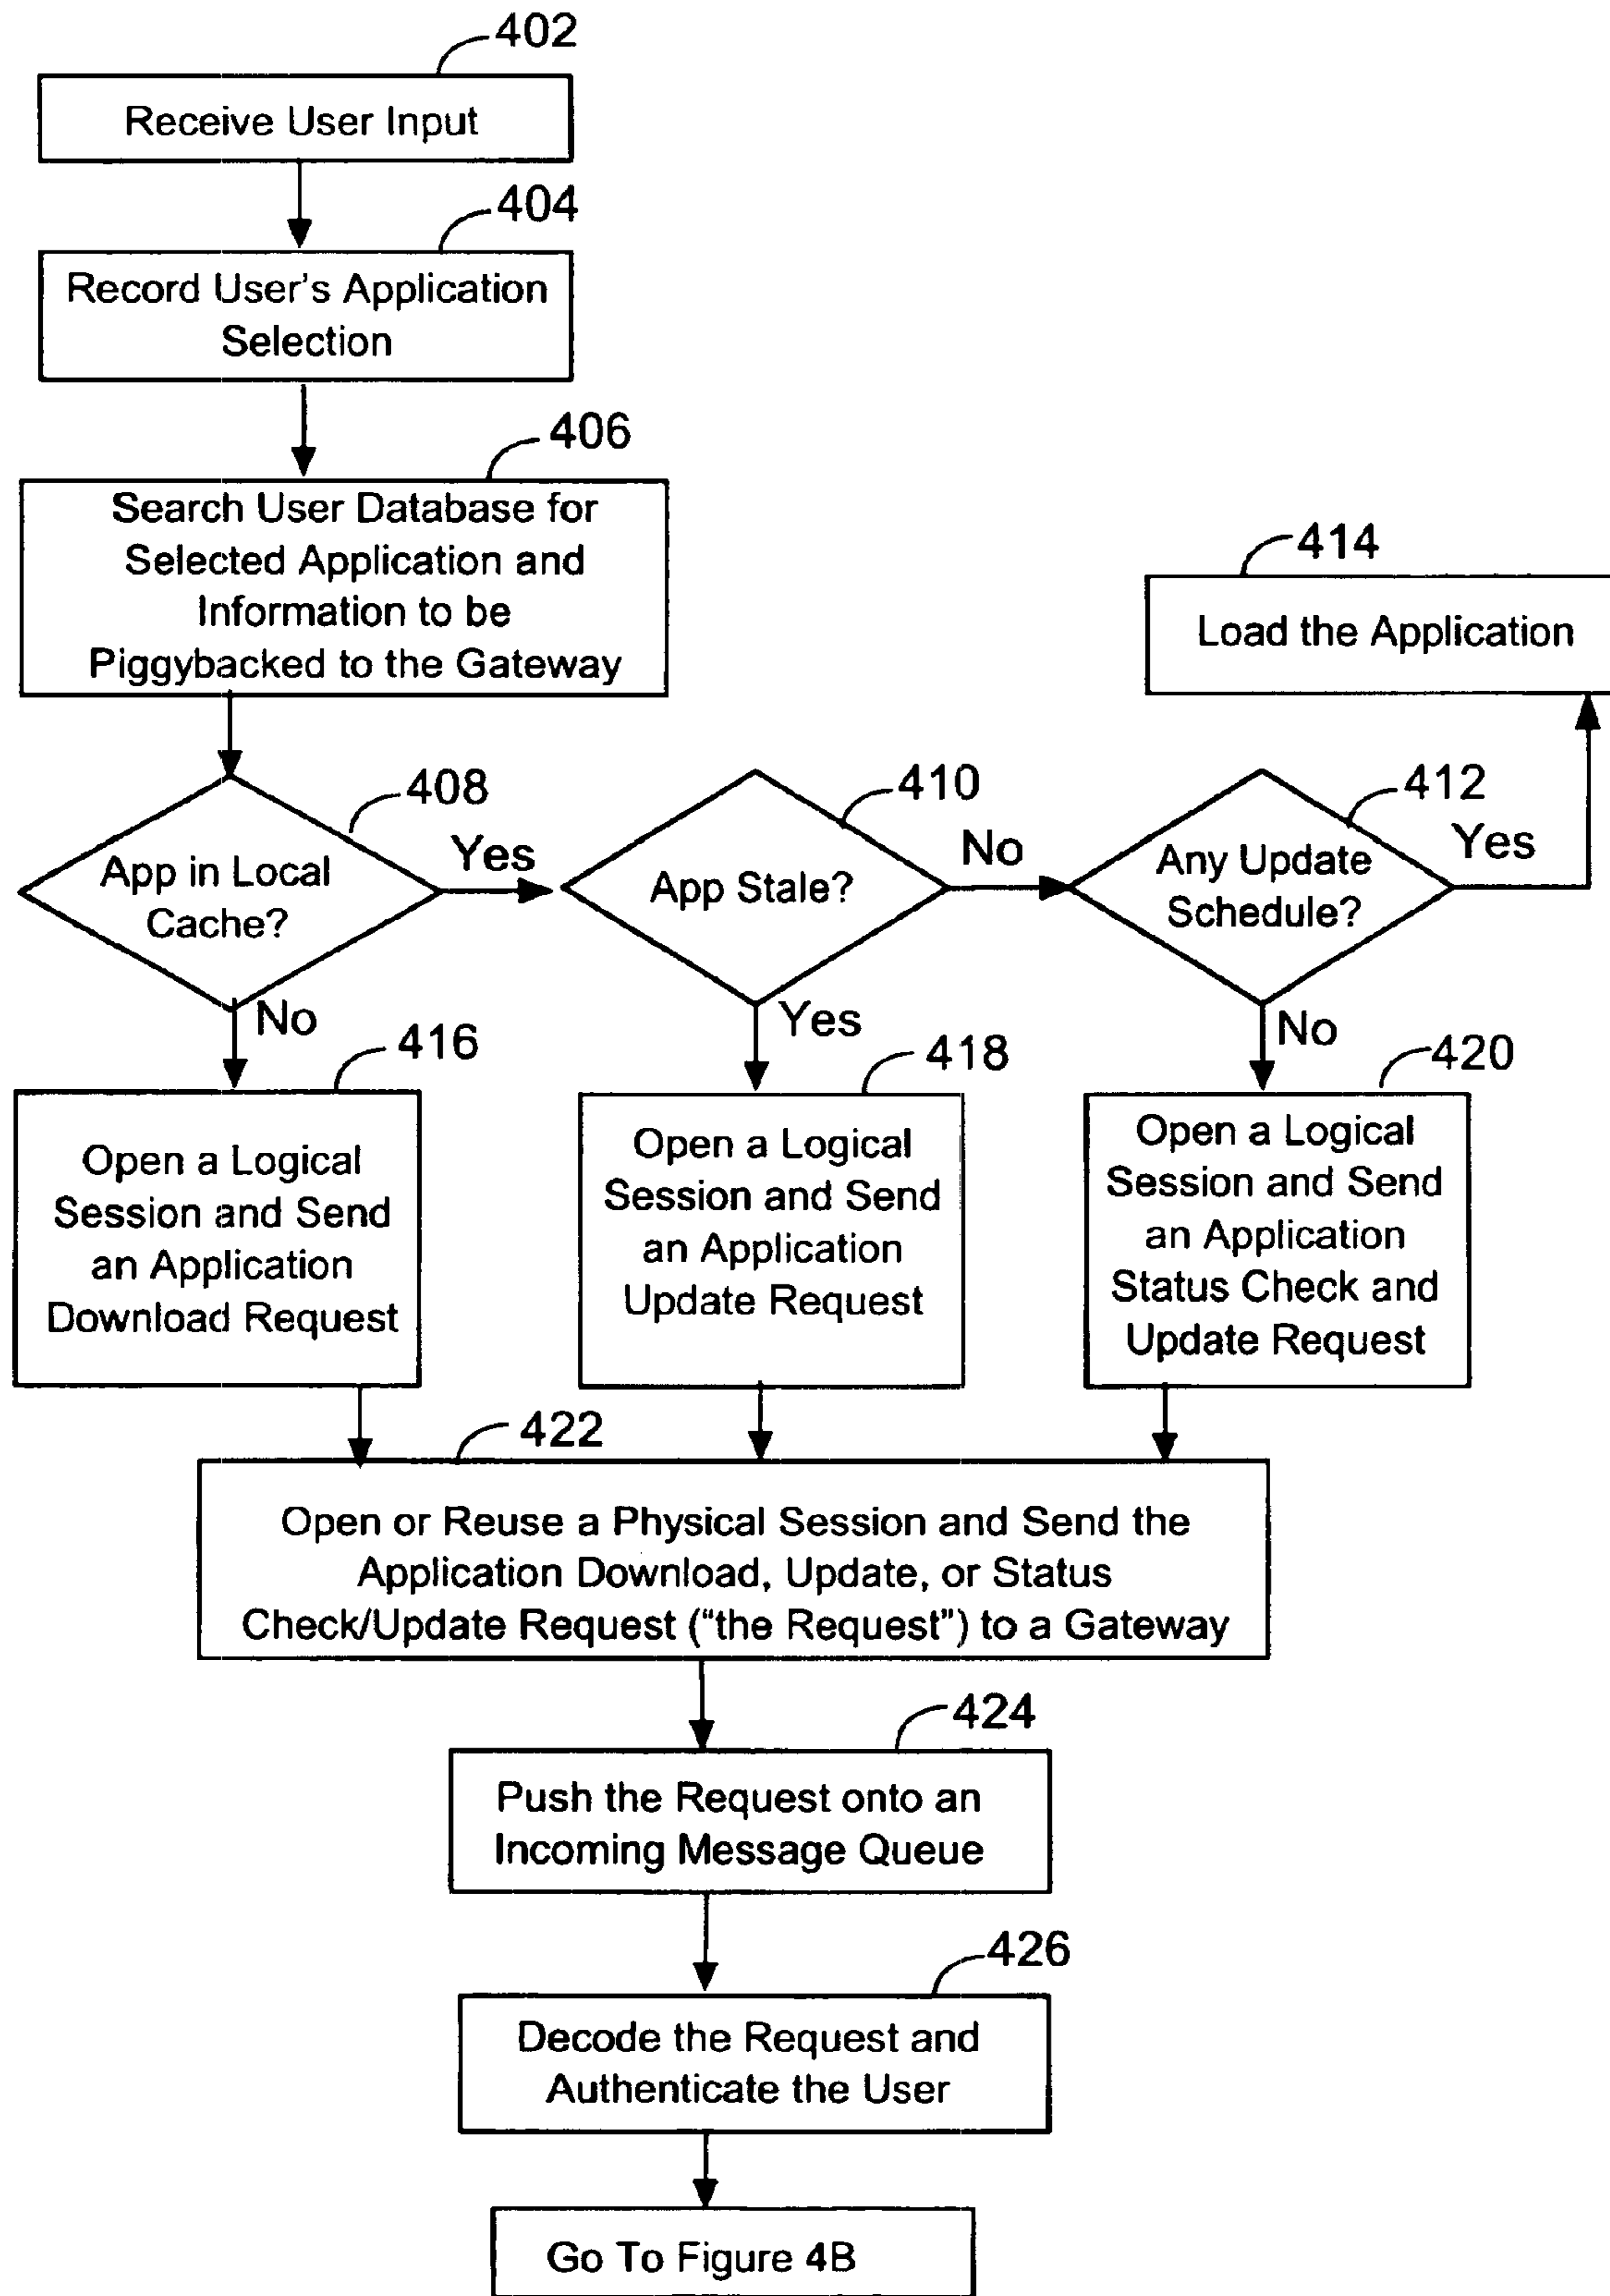 402
Receive User Input
404
Record User's Application
Selection
406
Search User Database for
Selected Application and
Information to be
Piggybacked to the Gateway
414
Load the Application
408
App in Local
Cache?
Yes
410
App Stale?
No
412
Any Update
Schedule?
Yes
No
Yes
No
416
Open a Logical
Session and Send
an Application
Download Request
418
Open a Logical
Session and Send
an Application
Update Request
420
Open a Logical
Session and Send
an Application
Status Check and
Update Request
422
Open or Reuse a Physical Session and Send the
Application Download, Update, or Status
Check/Update Request ("the Request") to a Gateway
424
Push the Request onto an
Incoming Message Queue
426
Decode the Request and
Authenticate the User
Go To Figure 4B